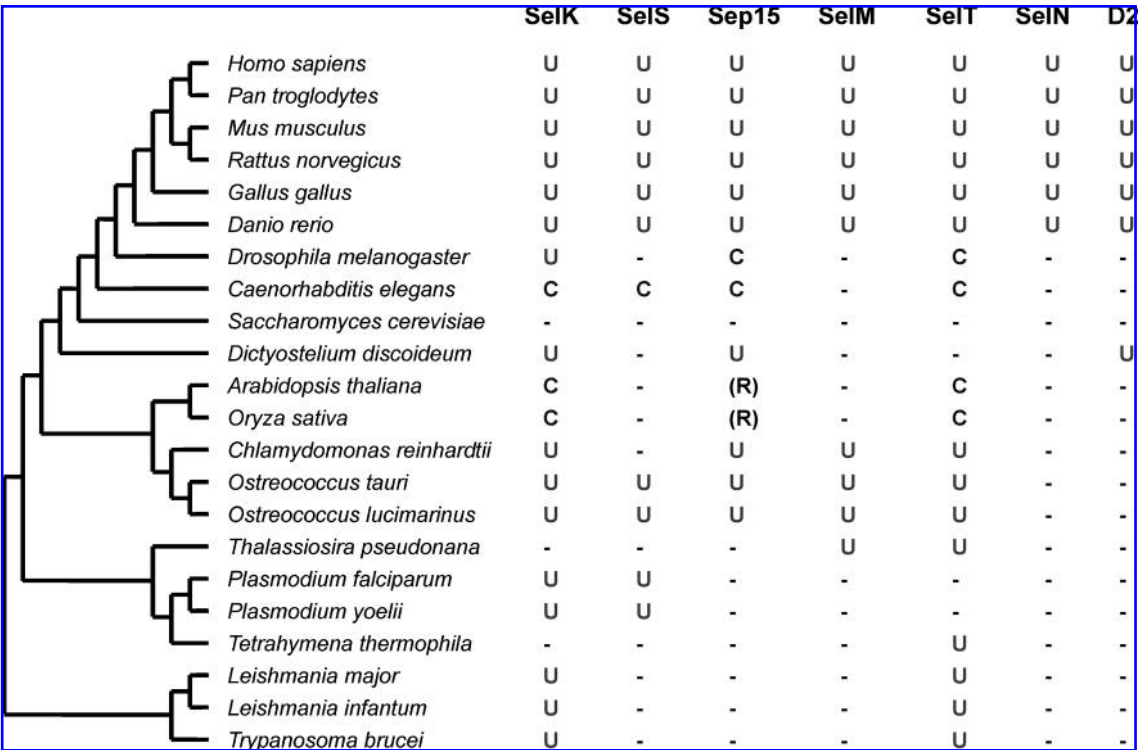 SelK SelS Sep15 SelM SelT SelN D2
Homo sapiens U U U U U U U
Pan troglodytes U U U U U U U
Mus musculus U U U U U U U
Rattus norvegicus U U U U U U U
Gallus gallus U U U U U U U
Danio rerio U U U U U U U
Drosophila melanogaster U - C - C - -
Caenorhabditis elegans C C C - C - -
Saccharomyces cerevisiae - - - - - - -
Dictyostelium discoideum U - U - - - U
Arabidopsis thaliana C - (R) - C - -
Oryza sativa C - (R) - C - -
Chlamydomonas reinhardtii U - U U U - -
Ostreococcus tauri U U U U U - -
Ostreococcus lucimarinus U U U U U - -
Thalassiosira pseudonana - - - U U - -
Plasmodium falciparum U U - - - - -
Plasmodium yoelii U U - - - - -
Tetrahymena thermophila - - - - U - -
Leishmania major U - - - U - -
Leishmania infantum U - - - U - -
Trypanosoma brucei U - - - U - -